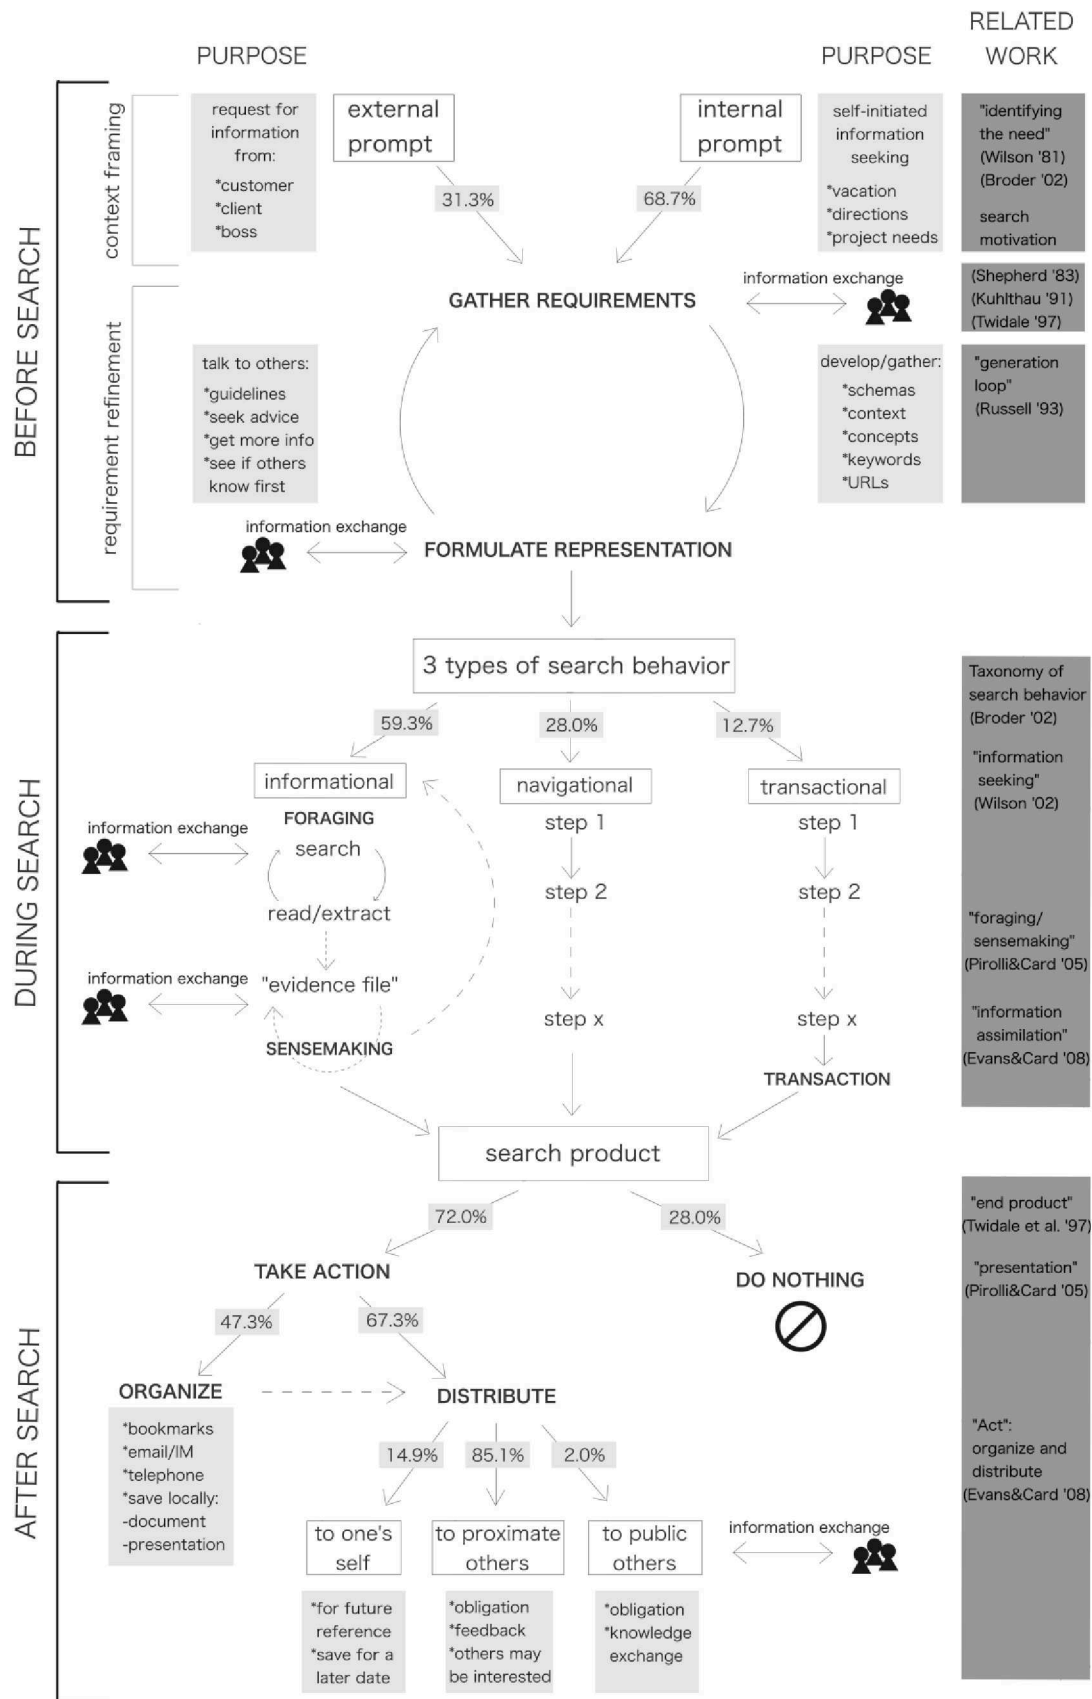 RELATED
WORK
PURPOSE
PURPOSE
BEFORE SEARCH
context framing
request for
information
from:
*customer
*client
*boss
external
prompt
internal
prompt
self-initiated
information
seeking
*vacation
*directions
*project needs
"identifying
the need"
(Wilson '81)
(Broder '02)
search
motivation
31.3%
68.7%
requirement refinement
GATHER REQUIREMENTS
information exchange
(Shepherd '83)
(Kuhlthau '91)
(Twidale '97)
talk to others:
*guidelines
*seek advice
*get more info
*see if others
know first
develop/gather:
*schemas
*context
*concepts
*keywords
*URLs
"generation
loop"
(Russell '93)
information exchange
FORMULATE REPRESENTATION
DURING SEARCH
3 types of search behavior
59.3%
28.0%
12.7%
Taxonomy of
search behavior
(Broder '02)
"information
seeking"
(Wilson '02)
informational
navigational
transactional
FORAGING
search
read/extract
"evidence file"
SENSEMAKING
information exchange
information exchange
step 1
step 2
step x
step 1
step 2
step x
TRANSACTION
"foraging/
sensemaking"
(Pirolli&Card '05)
"information
assimilation"
(Evans&Card '08)
search product
AFTER SEARCH
72.0%
28.0%
TAKE ACTION
DO NOTHING
"end product"
(Twidale et al. '97)
"presentation"
(Pirolli&Card '05)
47.3%
67.3%
ORGANIZE
DISTRIBUTE
*bookmarks
*email/IM
*telephone
*save locally:
-document
-presentation
14.9%
85.1%
2.0%
"Act":
organize and
distribute
(Evans&Card '08)
to one's
self
to proximate
others
to public
others
information exchange
*for future
reference
*save for a
later date
*obligation
*feedback
*others may
be interested
*obligation
*knowledge
exchange